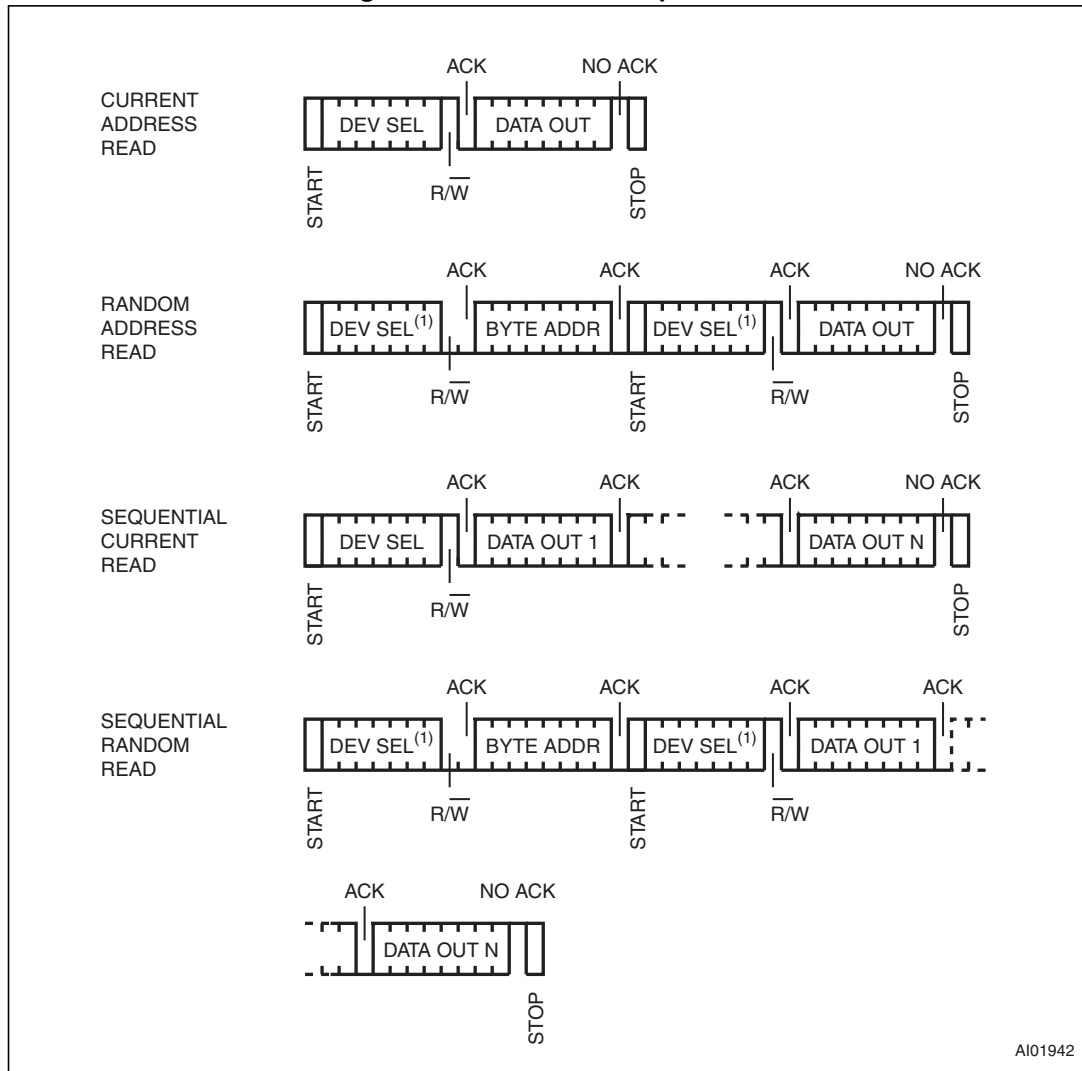 ACK NO ACK
CURRENT
ADDRESS
READ
DEV SEL DATA OUT
START R/W̅ STOP
ACK ACK ACK NO ACK
RANDOM
ADDRESS
READ
DEV SEL(1) BYTE ADDR DEV SEL(1) DATA OUT
START R/W̅ START R̅/W STOP
ACK ACK ACK NO ACK
SEQUENTIAL
CURRENT
READ
DEV SEL DATA OUT 1 DATA OUT N
START R/W̅ STOP
ACK ACK ACK ACK
SEQUENTIAL
RANDOM
READ
DEV SEL(1) BYTE ADDR DEV SEL(1) DATA OUT 1
START R/W̅ START R̅/W
ACK NO ACK
DATA OUT N
STOP
AI01942